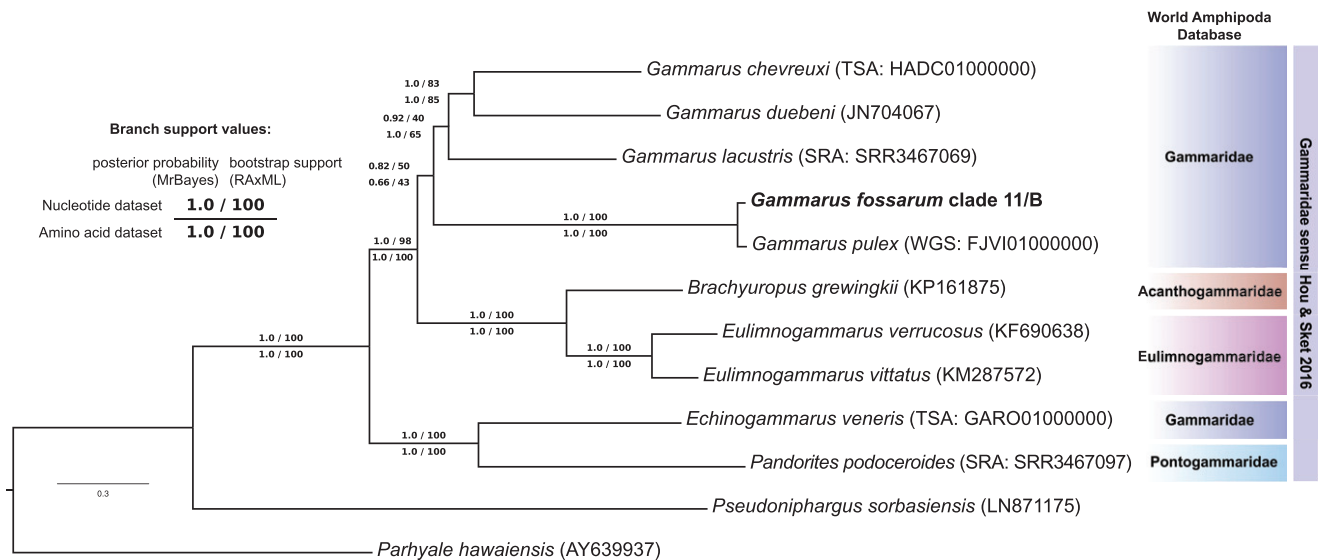 World Amphipoda
Database
Gammarus chevreuxi (TSA: HADC01000000)
1.0 / 83
1.0 / 85
Gammarus duebeni (JN704067)
0.92 / 40
1.0 / 65
Branch support values:
Gammarus lacustris (SRA: SRR3467069)
Gammaridae
posterior probability bootstrap support
(MrBayes) (RAxML)
0.82 / 50
0.66 / 43
Nucleotide dataset 1.0 / 100
Amino acid dataset 1.0 / 100
Gammarus fossarum clade 11/B
1.0 / 100
1.0 / 100
Gammarus pulex (WGS: FJVI01000000)
1.0 / 98
1.0 / 100
Brachyuropus grewingkii (KP161875)
Acanthogammaridae
1.0 / 100
1.0 / 100
Eulimnogammarus verrucosus (KF690638)
1.0 / 100
1.0 / 100
1.0 / 100
1.0 / 100
Eulimnogammaridae
Eulimnogammarus vittatus (KM287572)
Echinogammarus veneris (TSA: GARO01000000)
Gammaridae
1.0 / 100
1.0 / 100
Pandorites podoceroides (SRA: SRR3467097)
Pontogammaridae
Gammaridae sensu Hou & Sket 2016
0.3
Pseudoniphargus sorbasiensis (LN871175)
Parhyale hawaiensis (AY639937)